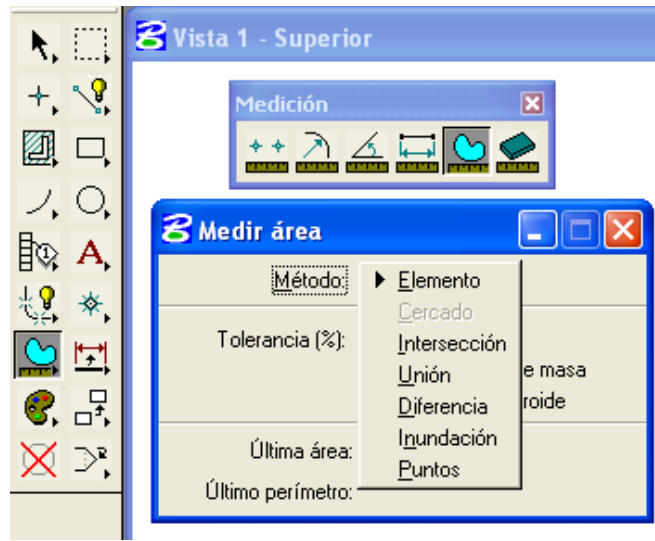 Vista 1 - Superior
Medición
Medir área
Método:
Elemento
Cercado
Intersección
Tolerancia (%):
Unión
e masa
Diferencia
roide
Inundación
Última área:
Puntos
Último perímetro: